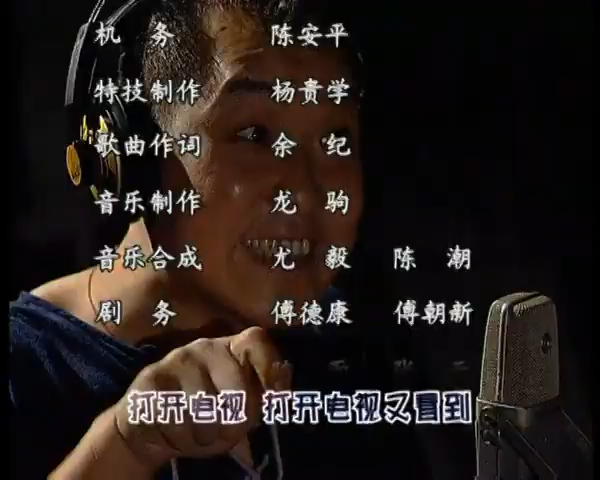 机　务　陈安平
特技制作　杨贵学
歌曲作词　余　纪
音乐制作　龙　驹
音乐合成　尤　毅　陈　潮
剧　务　傅德康　傅朝新
打开电视 打开电视又看到